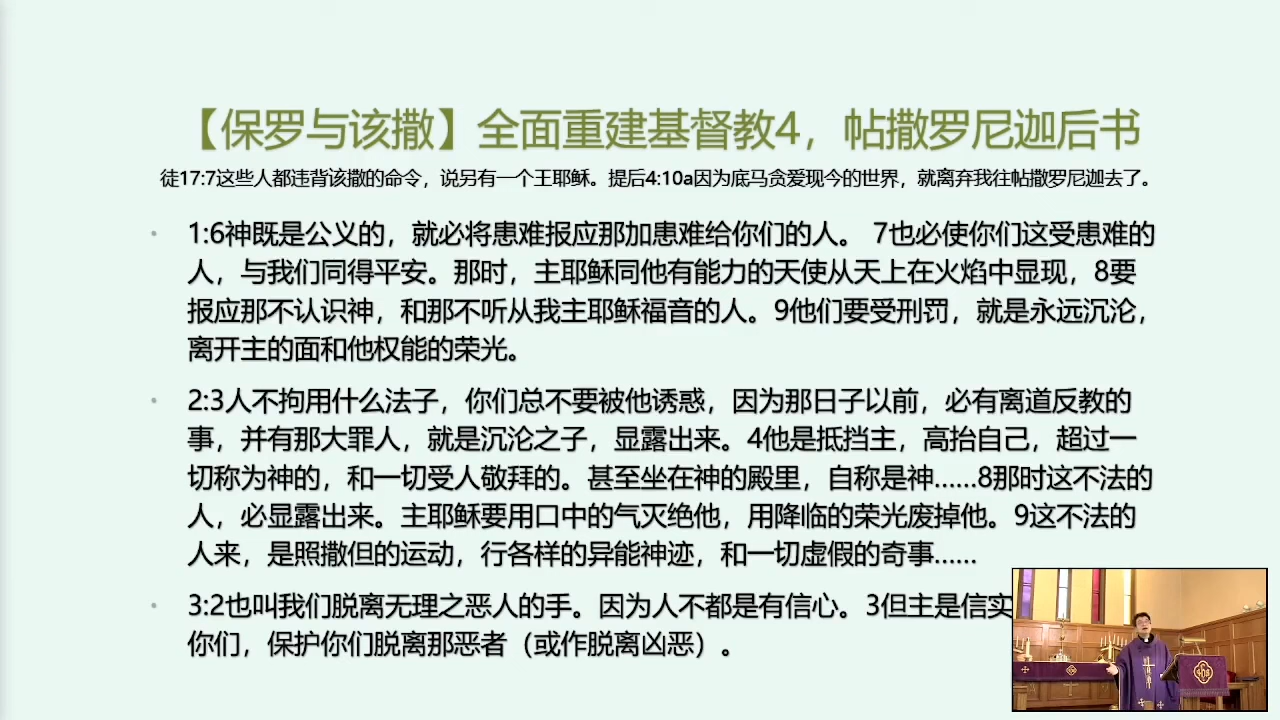 【保罗与该撒】全面重建基督教4，帖撒罗尼迦后书
徒17:7这些人都违背该撒的命令，说另有一个王耶稣。提后4:10a因为底马贪爱现今的世界，就离弃我往帖撒罗尼迦去了。
1:6神既是公义的，就必将患难报应那加患难给你们的人。 7也必使你们这受患难的
人，与我们同得平安。那时，主耶稣同他有能力的天使从天上在火焰中显现，8要
报应那不认识神，和那不听从我主耶稣福音的人。9他们要受刑罚，就是永远沉沦，
离开主的面和他权能的荣光。
2:3人不拘用什么法子，你们总不要被他诱惑，因为那日子以前，必有离道反教的
事，并有那大罪人，就是沉沦之子，显露出来。4他是抵挡主，高抬自己，超过一
切称为神的，和一切受人敬拜的。甚至坐在神的殿里，自称是神……8那时这不法的
人，必显露出来。主耶稣要用口中的气灭绝他，用降临的荣光废掉他。9这不法的
人来，是照撒但的运动，行各样的异能神迹，和一切虚假的奇事……
3:2也叫我们脱离无理之恶人的手。因为人不都是有信心。3但主是信实
你们，保护你们脱离那恶者（或作脱离凶恶）。